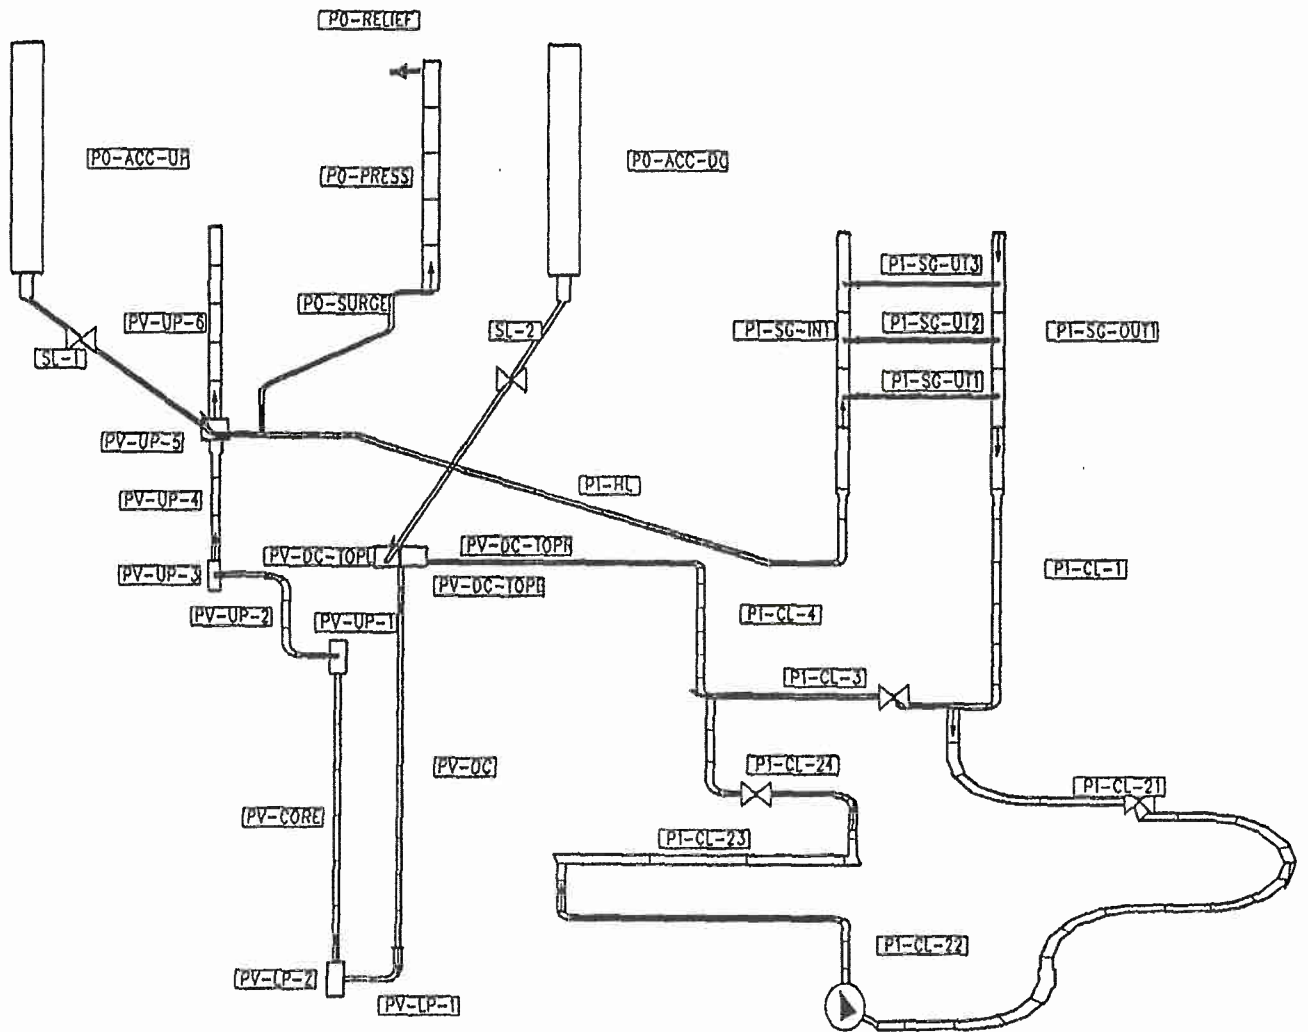 PO-RELIEF
PO-ACC-UP
PO-PRESS
PO-ACC-DC
P1-SG-UT3
PO-SURGE
PV-UP-6
SL-2
P1-SG-IN1
P1-SG-UT2
P1-SG-OUT1
SL-1
P1-SG-UT1
PV-UP-5
P1-HL
PV-UP-4
PV-DC-TOPL
PV-DC-TOPR
PV-UP-3
PV-DC-TOPB
P1-CL-1
PV-UP-2
PV-UP-1
P1-CL-4
P1-CL-3
PV-DC
P1-CL-24
P1-CL-21
PV-CORE
P1-CL-23
P1-CL-22
PV-LP-2
PV-LP-1